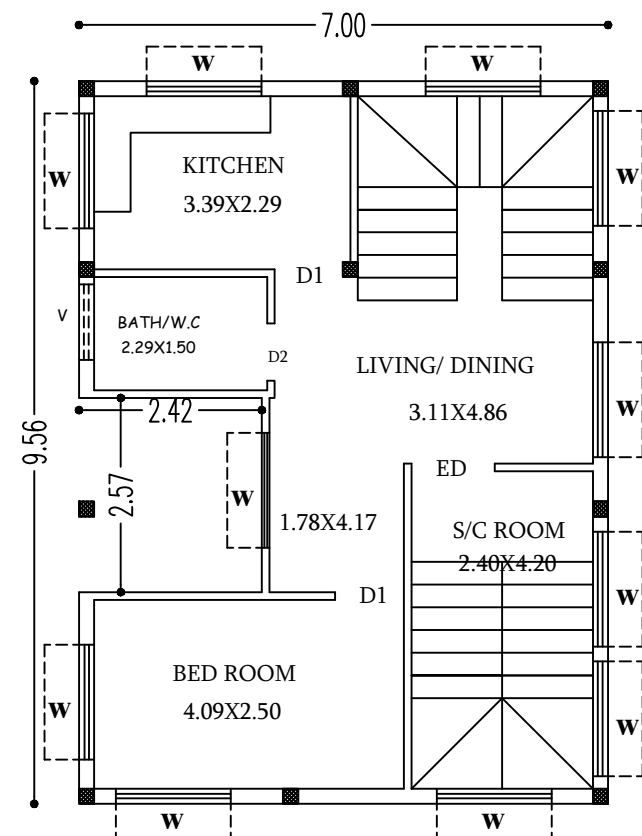 7.00
W
W
W
W
KITCHEN
3.39X2.29
D1
V
BATH/W.C
2.29X1.50
D2
LIVING/ DINING
3.11X4.86
W
2.42
9.56
2.57
W
ED
1.78X4.17
S/C ROOM
2.40X4.20
D1
W
BED ROOM
4.09X2.50
W
W
W
W